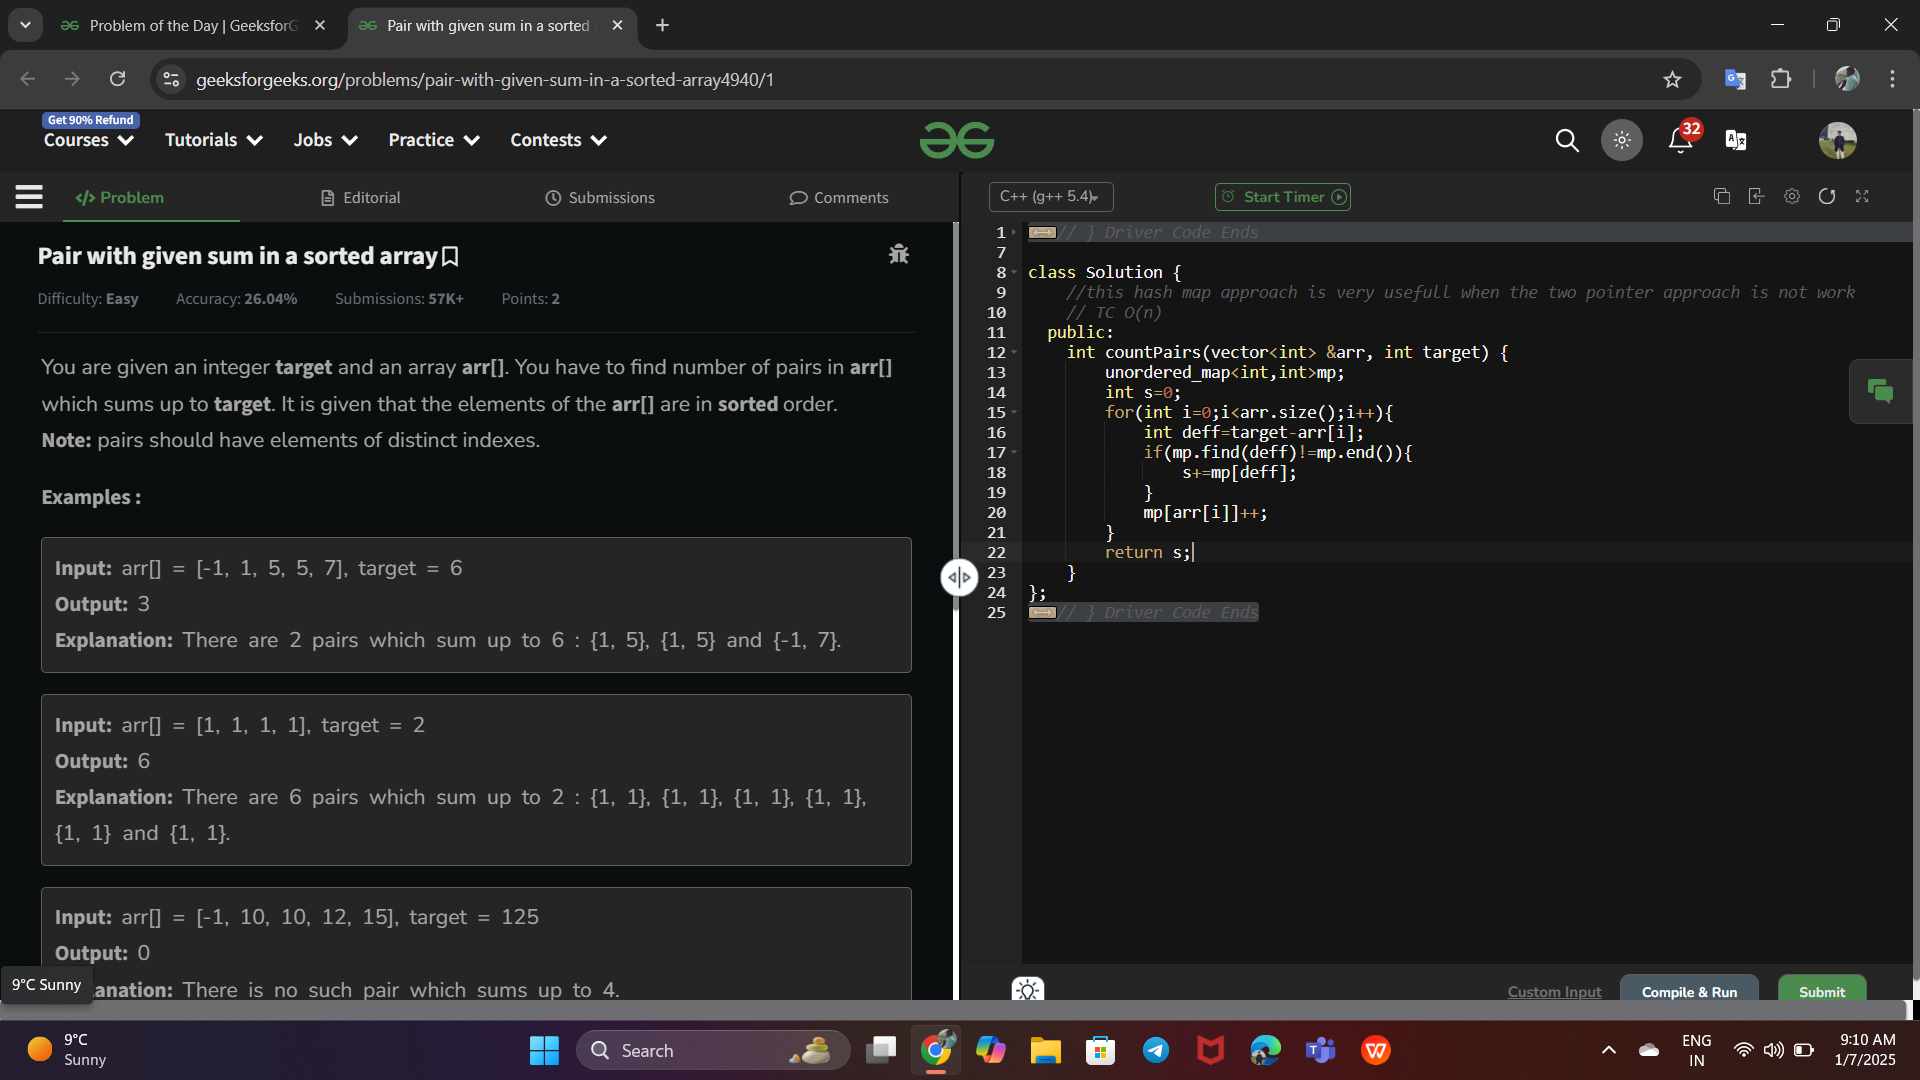 Problem of the Day | GeeksforG
Pair with given sum in a sorted
geeksforgeeks.org/problems/pair-with-given-sum-in-a-sorted-array4940/1
Get 90% Refund
Courses
Tutorials
Jobs
Practice
Contests
32
</> Problem
Editorial
Submissions
Comments
C++ (g++ 5.4)
Start Timer
Pair with given sum in a sorted array
Difficulty: Easy
Accuracy: 26.04%
Submissions: 57K+
Points: 2
You are given an integer target and an array arr[]. You have to find number of pairs in arr[]
which sums up to target. It is given that the elements of the arr[] are in sorted order.
Note: pairs should have elements of distinct indexes.
Examples :
Input: arr[] = [-1, 1, 5, 5, 7], target = 6
Output: 3
Explanation: There are 2 pairs which sum up to 6 : {1, 5}, {1, 5} and {-1, 7}.
Input: arr[] = [1, 1, 1, 1], target = 2
Output: 6
Explanation: There are 6 pairs which sum up to 2 : {1, 1}, {1, 1}, {1, 1}, {1, 1},
{1, 1} and {1, 1}.
Input: arr[] = [-1, 10, 10, 12, 15], target = 125
Output: 0
anation: There is no such pair which sums up to 4.
9°C Sunny
1 // } Driver Code Ends
7
8 class Solution {
9 //this hash map approach is very usefull when the two pointer approach is not work
10 // TC O(n)
11 public:
12 int countPairs(vector<int> &arr, int target) {
13 unordered_map<int,int>mp;
14 int s=0;
15 for(int i=0;i<arr.size();i++){
16 int deff=target-arr[i];
17 if(mp.find(deff)!=mp.end()){
18 s+=mp[deff];
19 }
20 mp[arr[i]]++;
21 }
22 return s;
23 }
24 };
25 // } Driver Code Ends
Custom Input
Compile & Run
Submit
9°C
Sunny
Search
ENG
IN
9:10 AM
1/7/2025